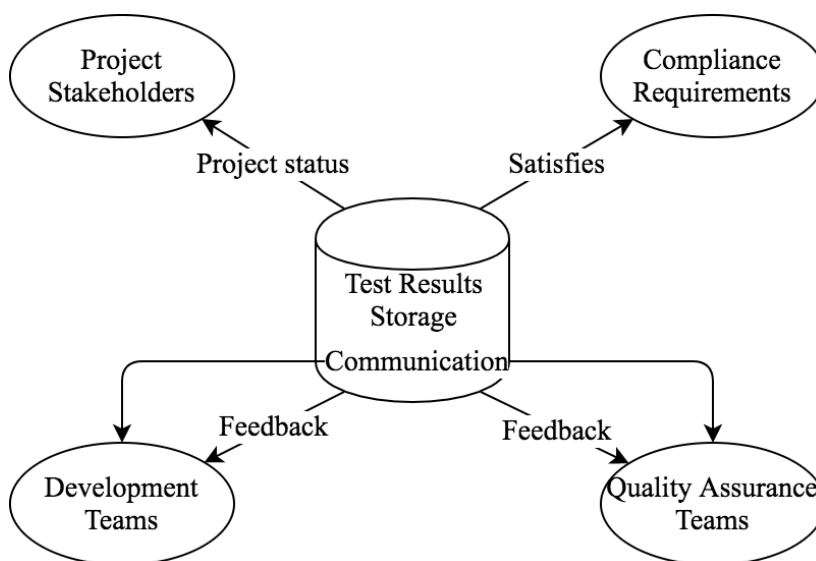 Project
Stakeholders
Compliance
Requirements
Project status
Satisfies
Test Results
Storage
Communication
Feedback
Feedback
Development
Teams
Quality Assurance
Teams